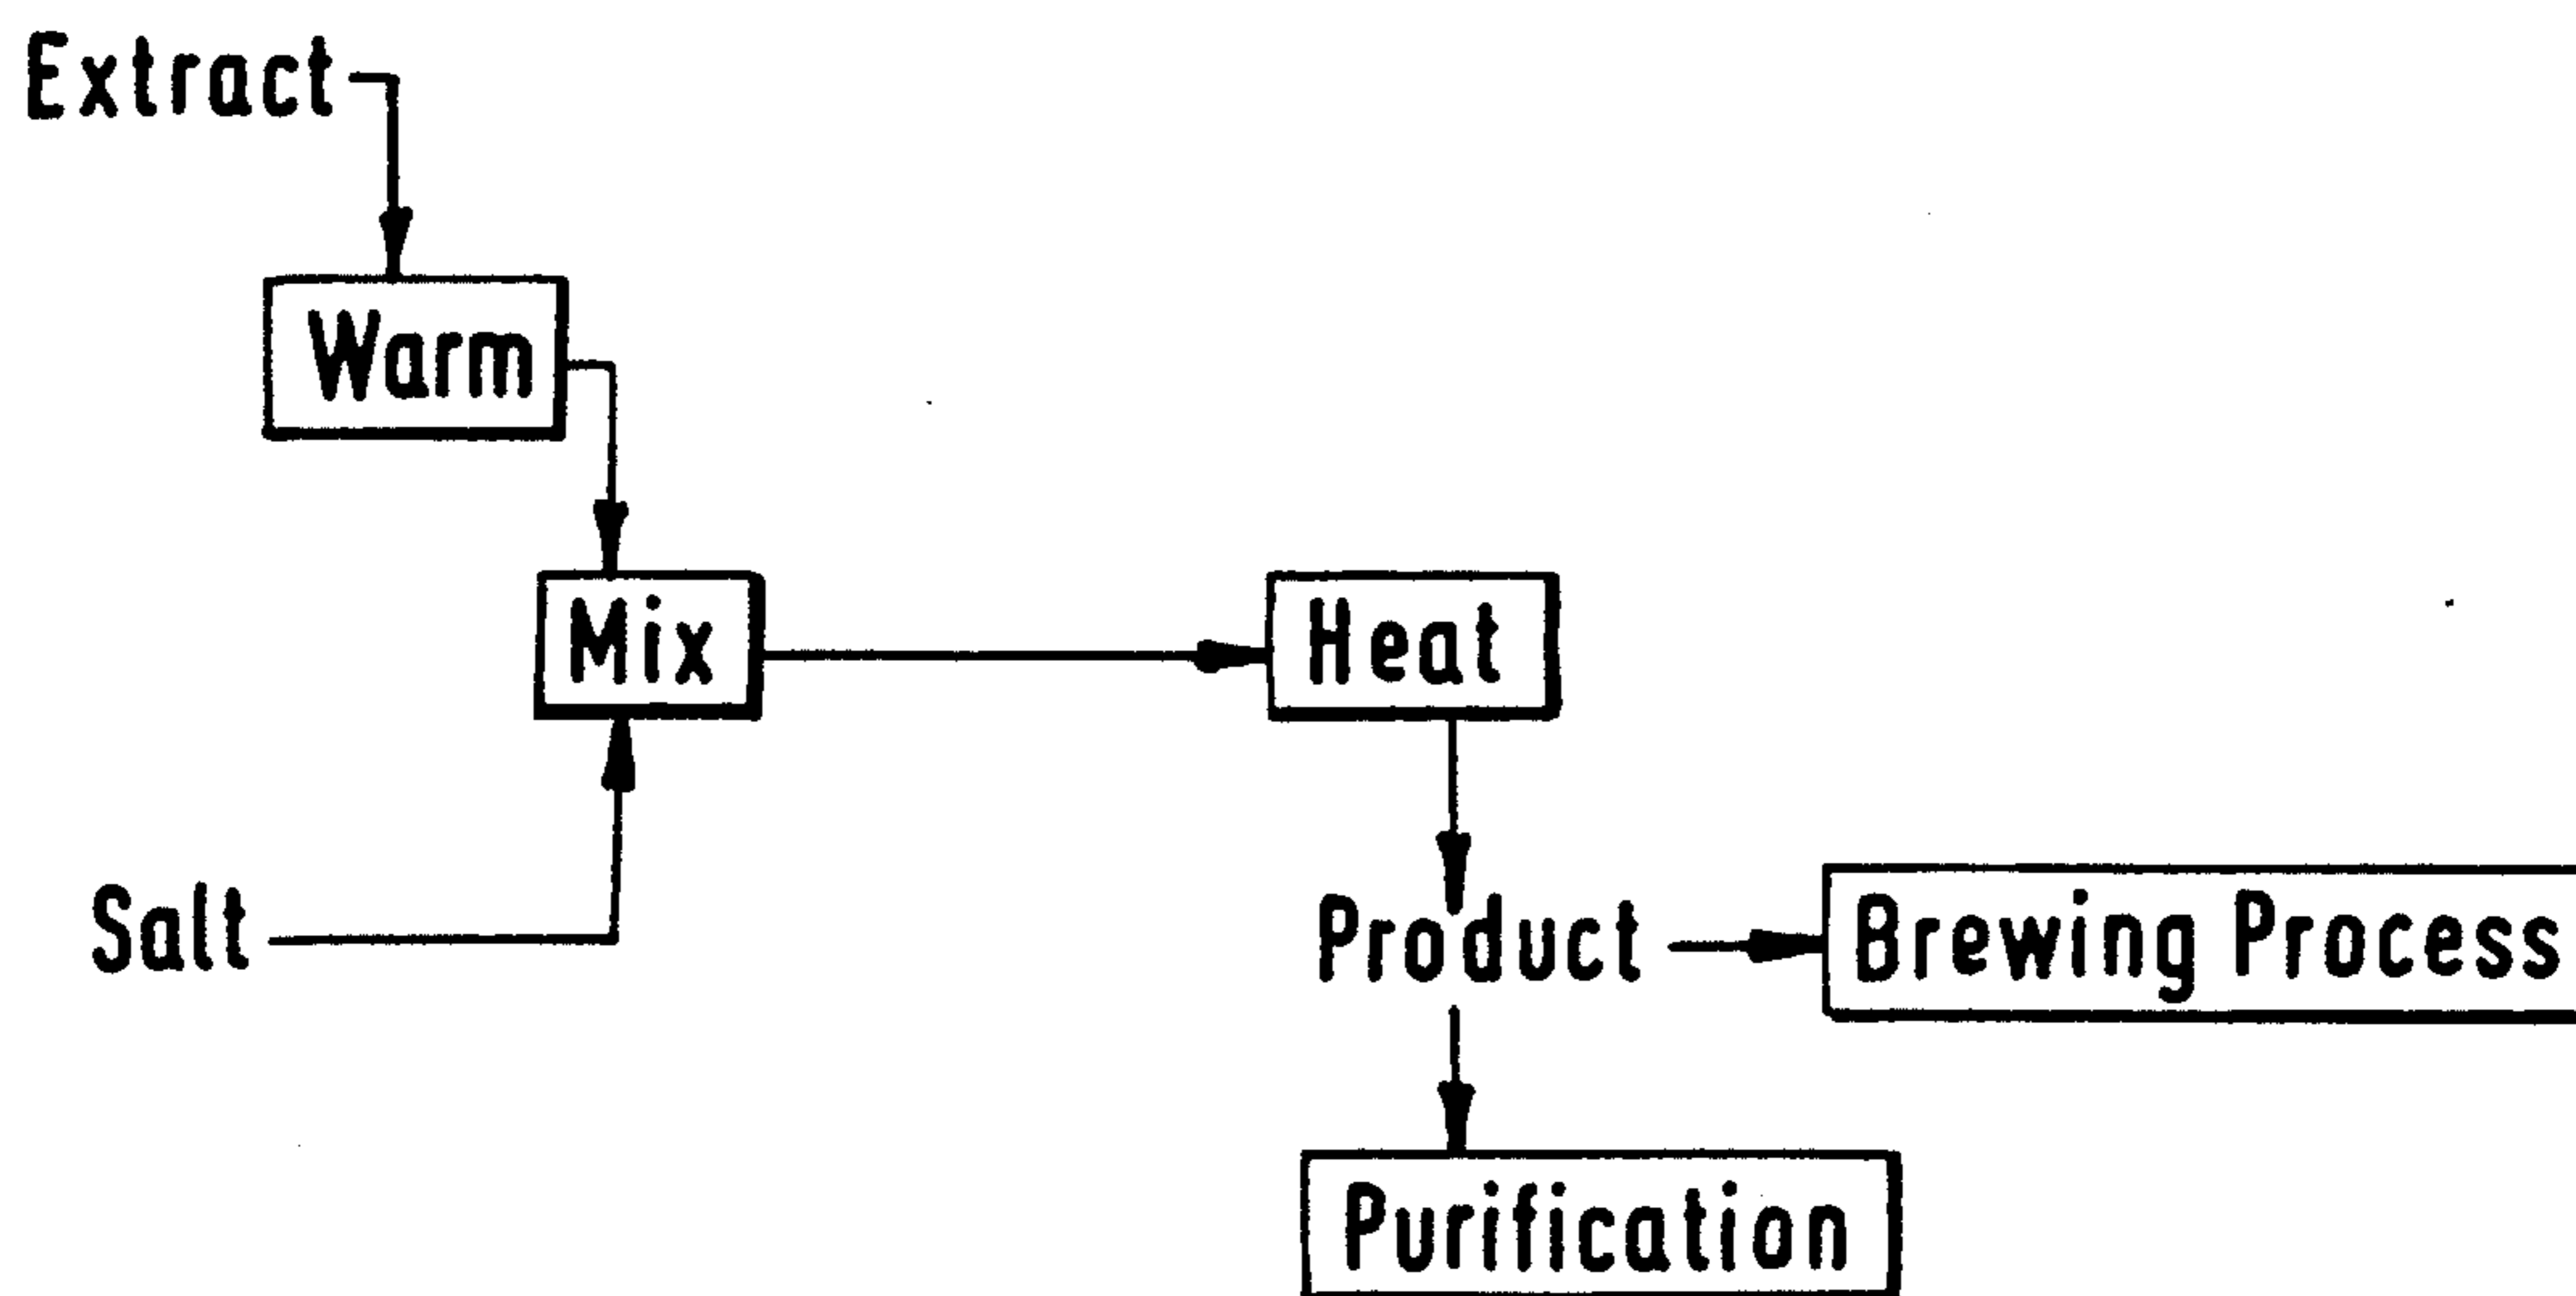 Extract
Warm
Mix
Heat
Salt
Product
Brewing Process
Purification